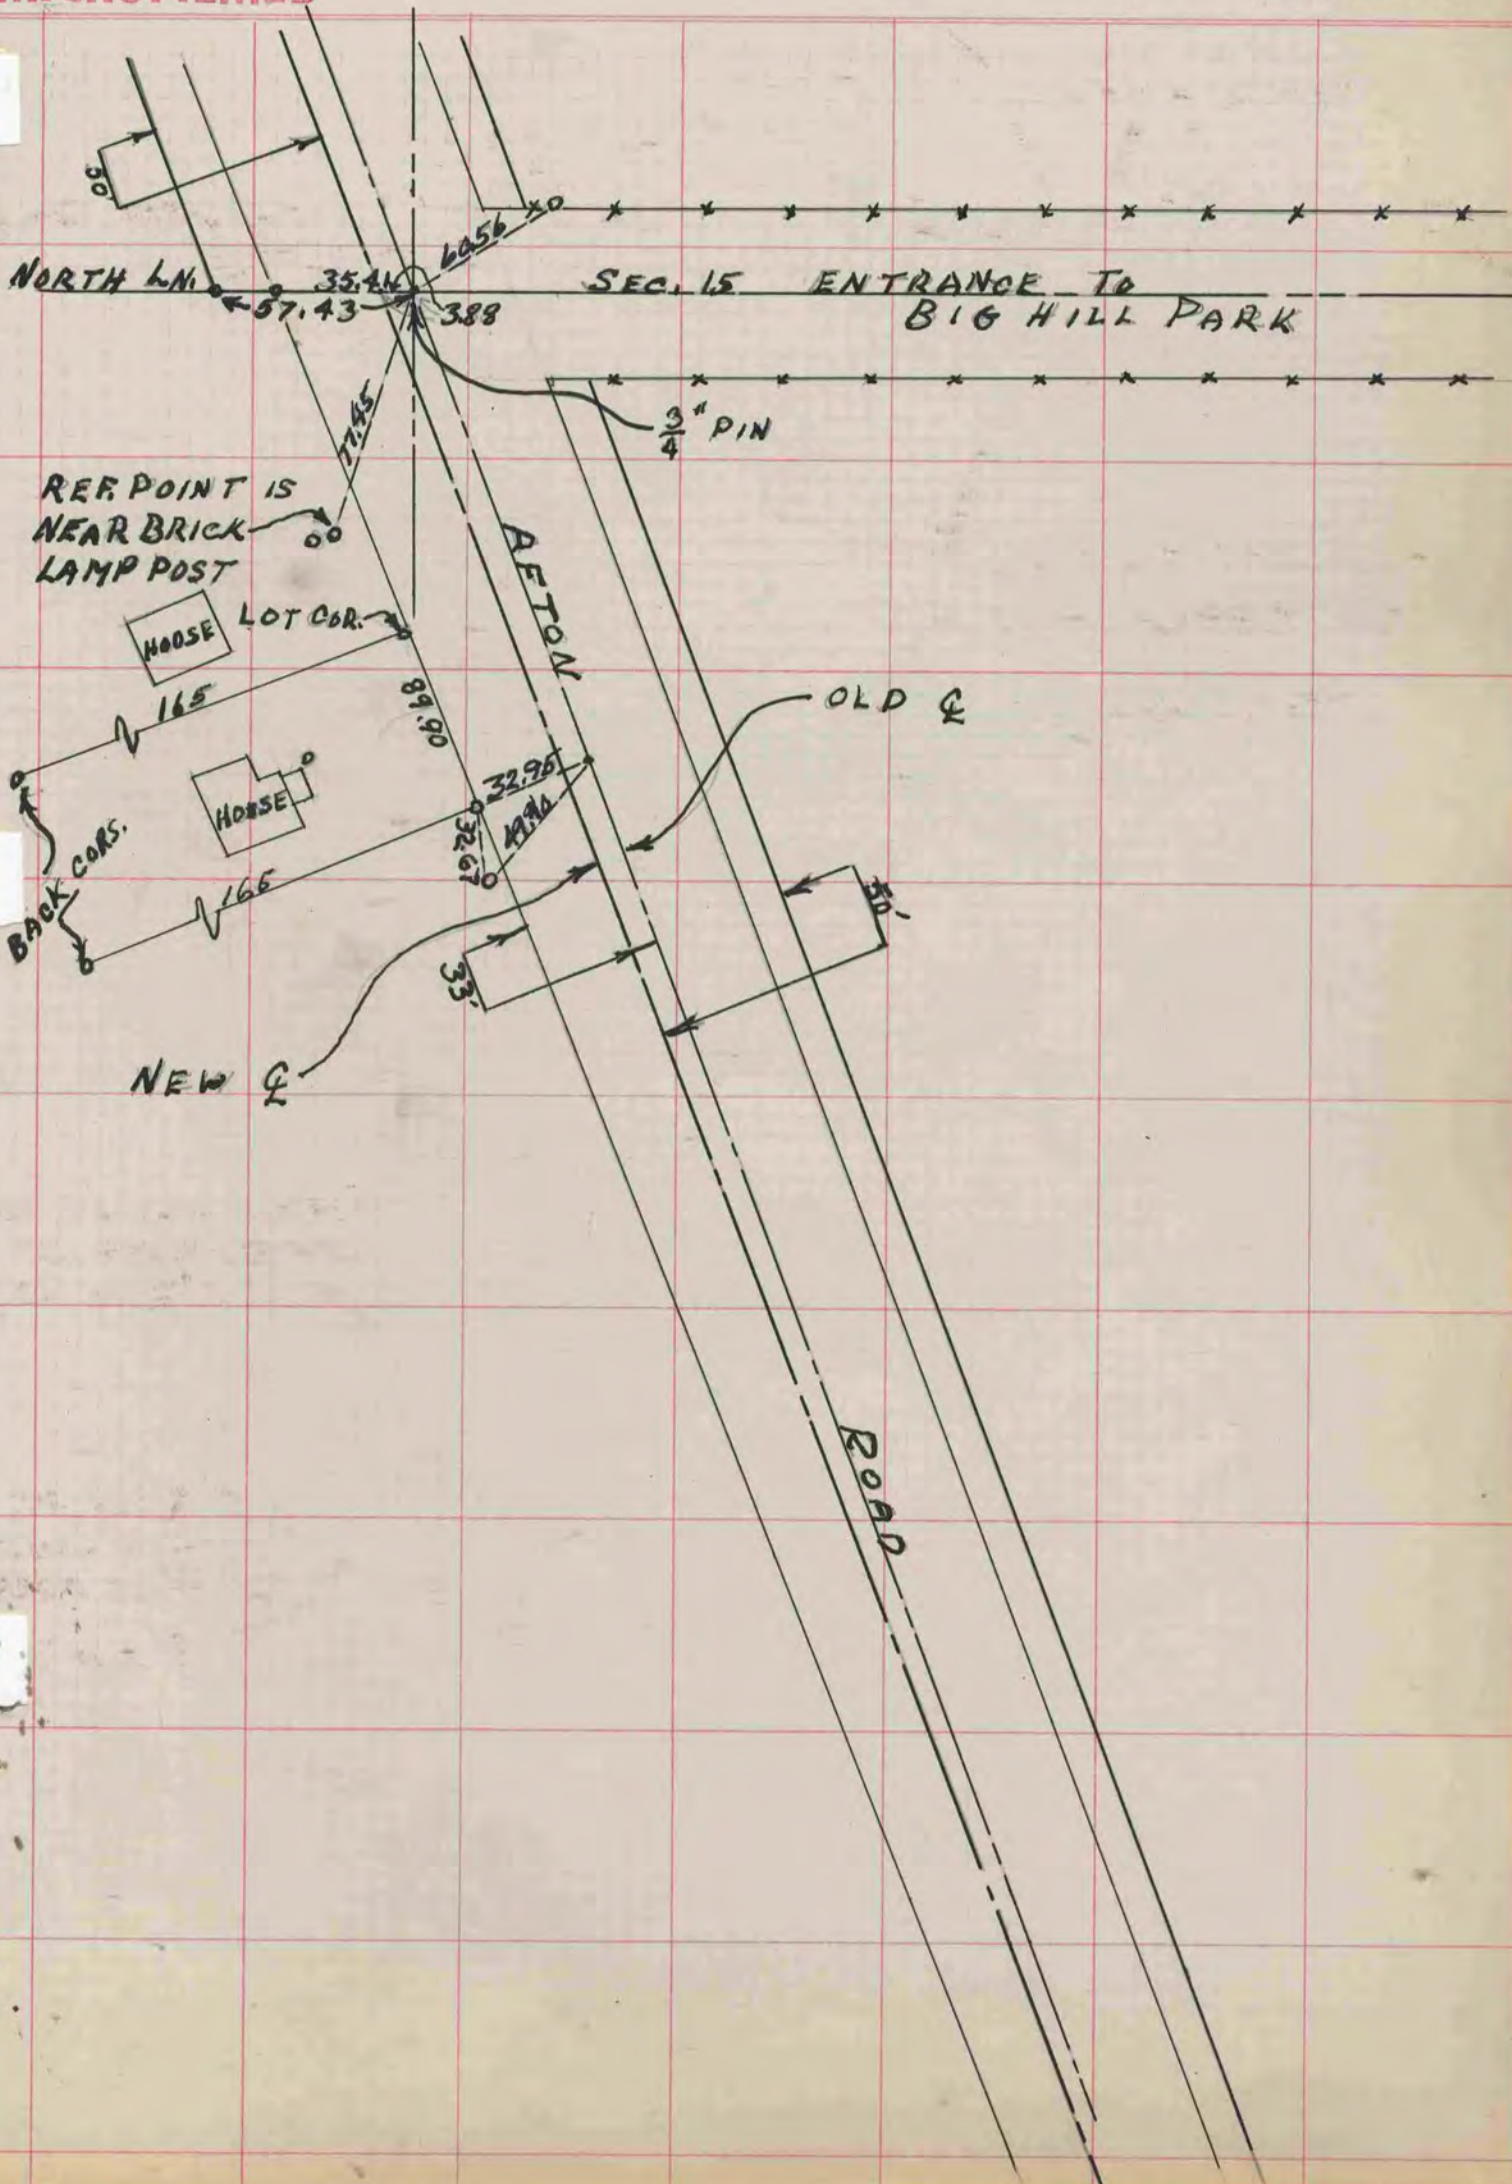 50'
60.56
NORTH LN.
35.41
SEC. 15 ENTRANCE TO
57.43
3.88
BIG HILL PARK
77.45
3/4" PIN
REF. POINT IS
NEAR BRICK
LAMP POST
AFTON
HOUSE
LOT COR.
165
89.90
OLD ℄
32.95
HOUSE
32.67
BACK CORS.
165
50'
33'
NEW ℄
ROAD